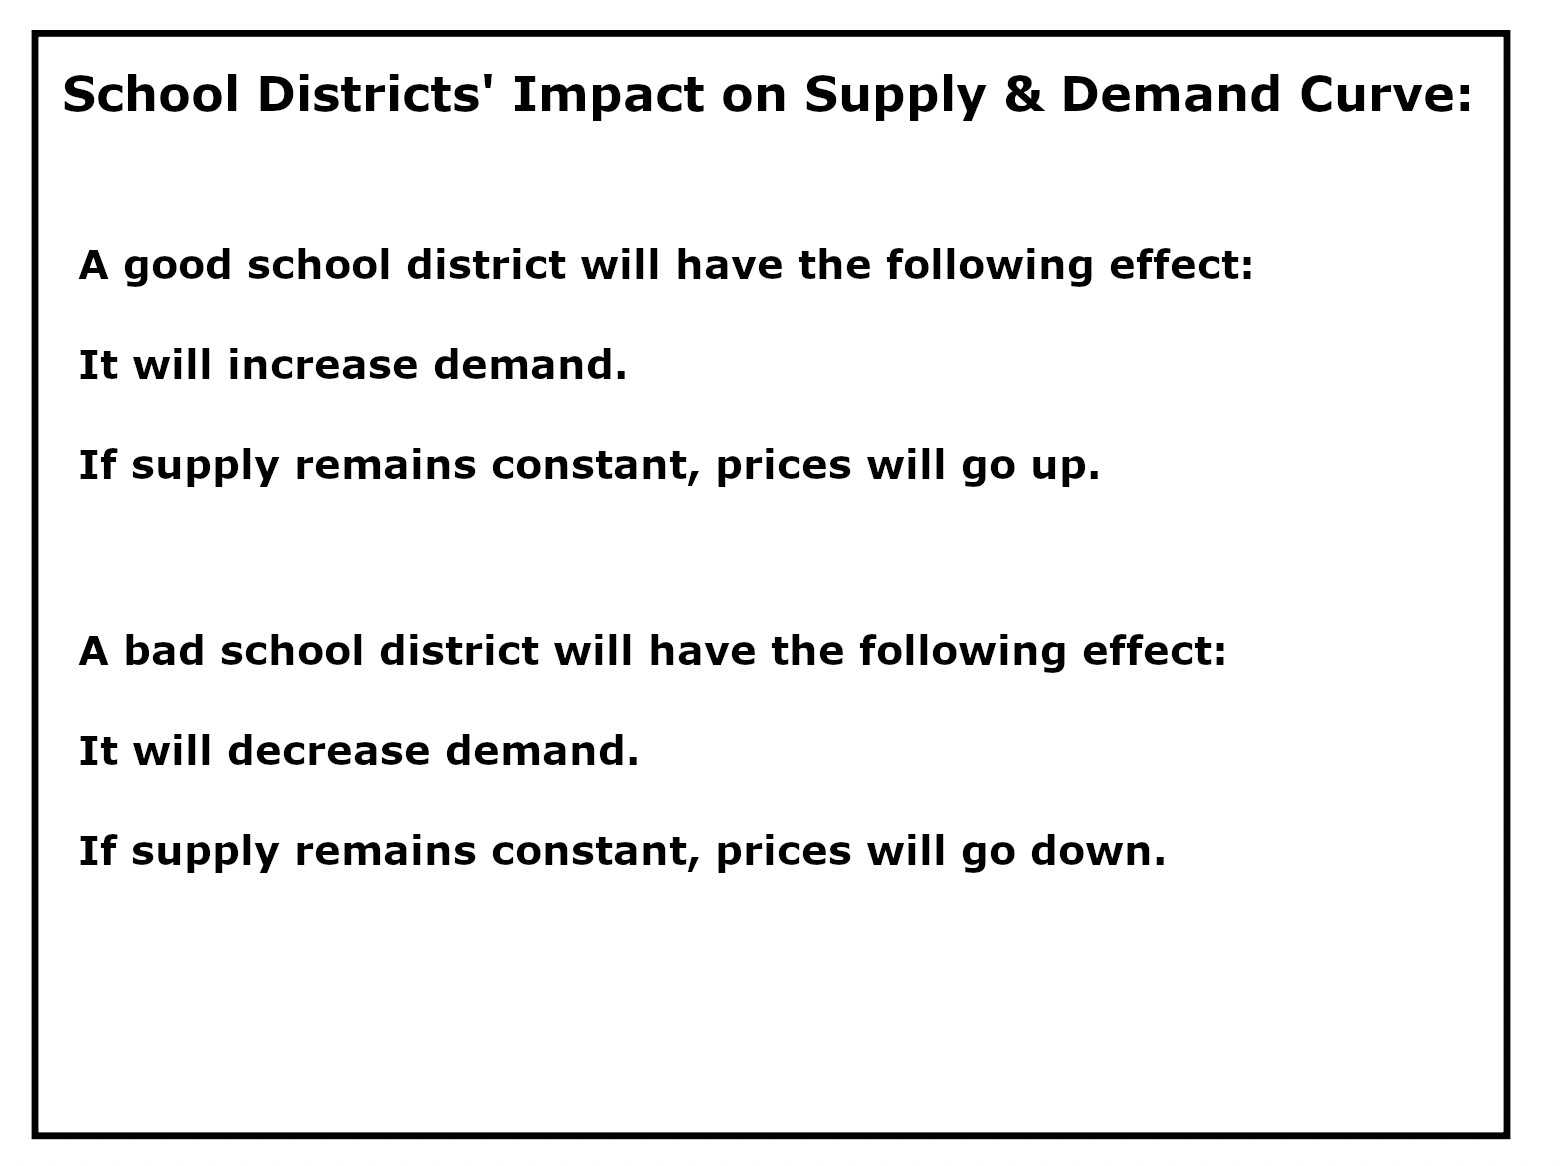 School Districts' Impact on Supply & Demand Curve:
A good school district will have the following effect:
It will increase demand.
If supply remains constant, prices will go up.
A bad school district will have the following effect:
It will decrease demand.
If supply remains constant, prices will go down.